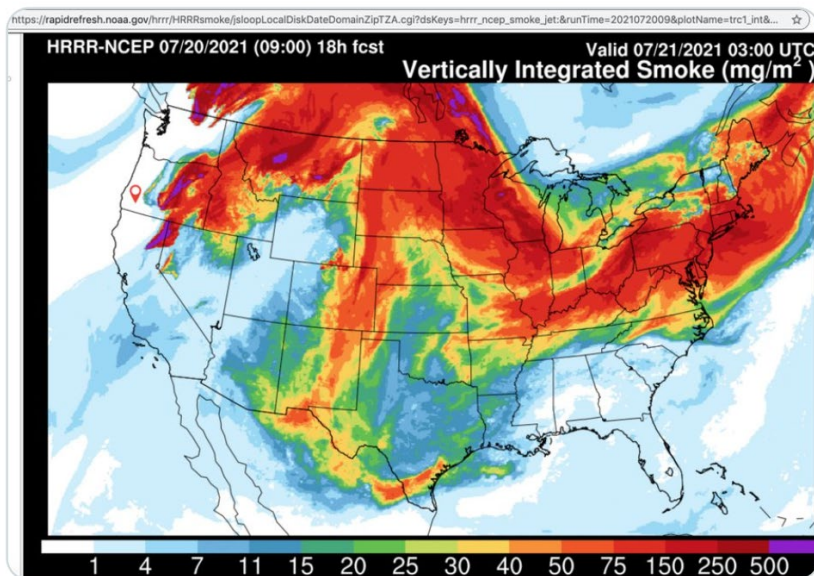 https://rapidrefresh.noaa.gov/hrrr/HRRRsmoke/jsloopLocalDiskDateDomainZipTZA.cgi?dsKeys=hrrr_ncep_smoke_jet:&runTime=2021072009&plotName=trc1_int&...
HRRR-NCEP 07/20/2021 (09:00) 18h fcst
Valid 07/21/2021 03:00 UTC
Vertically Integrated Smoke (mg/m²)
1 4 7 11 15 20 25 30 40 50 75 150 250 500